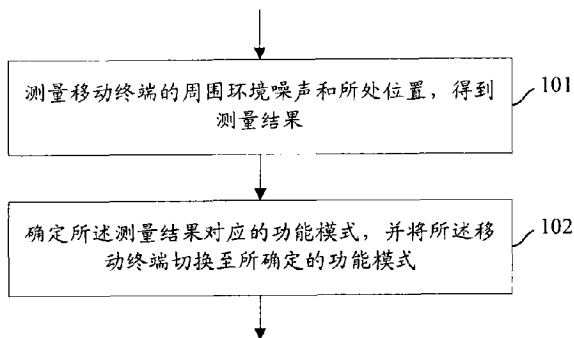 测量移动终端的周围环境噪声和所处位置，得到
测量结果
101
确定所述测量结果对应的功能模式，并将所述移
动终端切换至所确定的功能模式
102